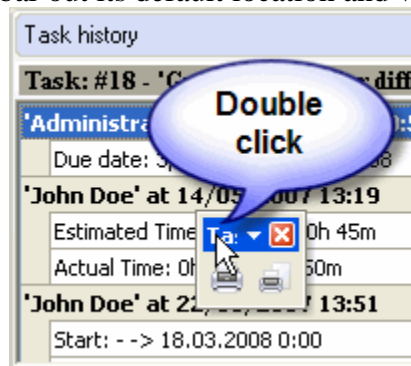 Task history
Task: #18 - diff
Double
click
'Administra
Due date:
'John Doe' at 14/05/2007 13:19
Estimated Time 0h 45m
Ta:
Actual Time: 50m
'John Doe' at 22/ 13:51
Start: --> 18.03.2008 0:00